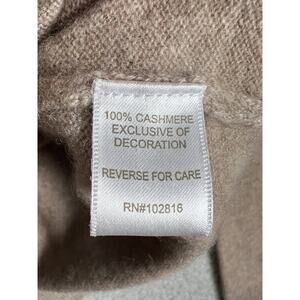 100% CASHMERE
EXCLUSIVE OF
DECORATION
REVERSE FOR CARE
RN#102816